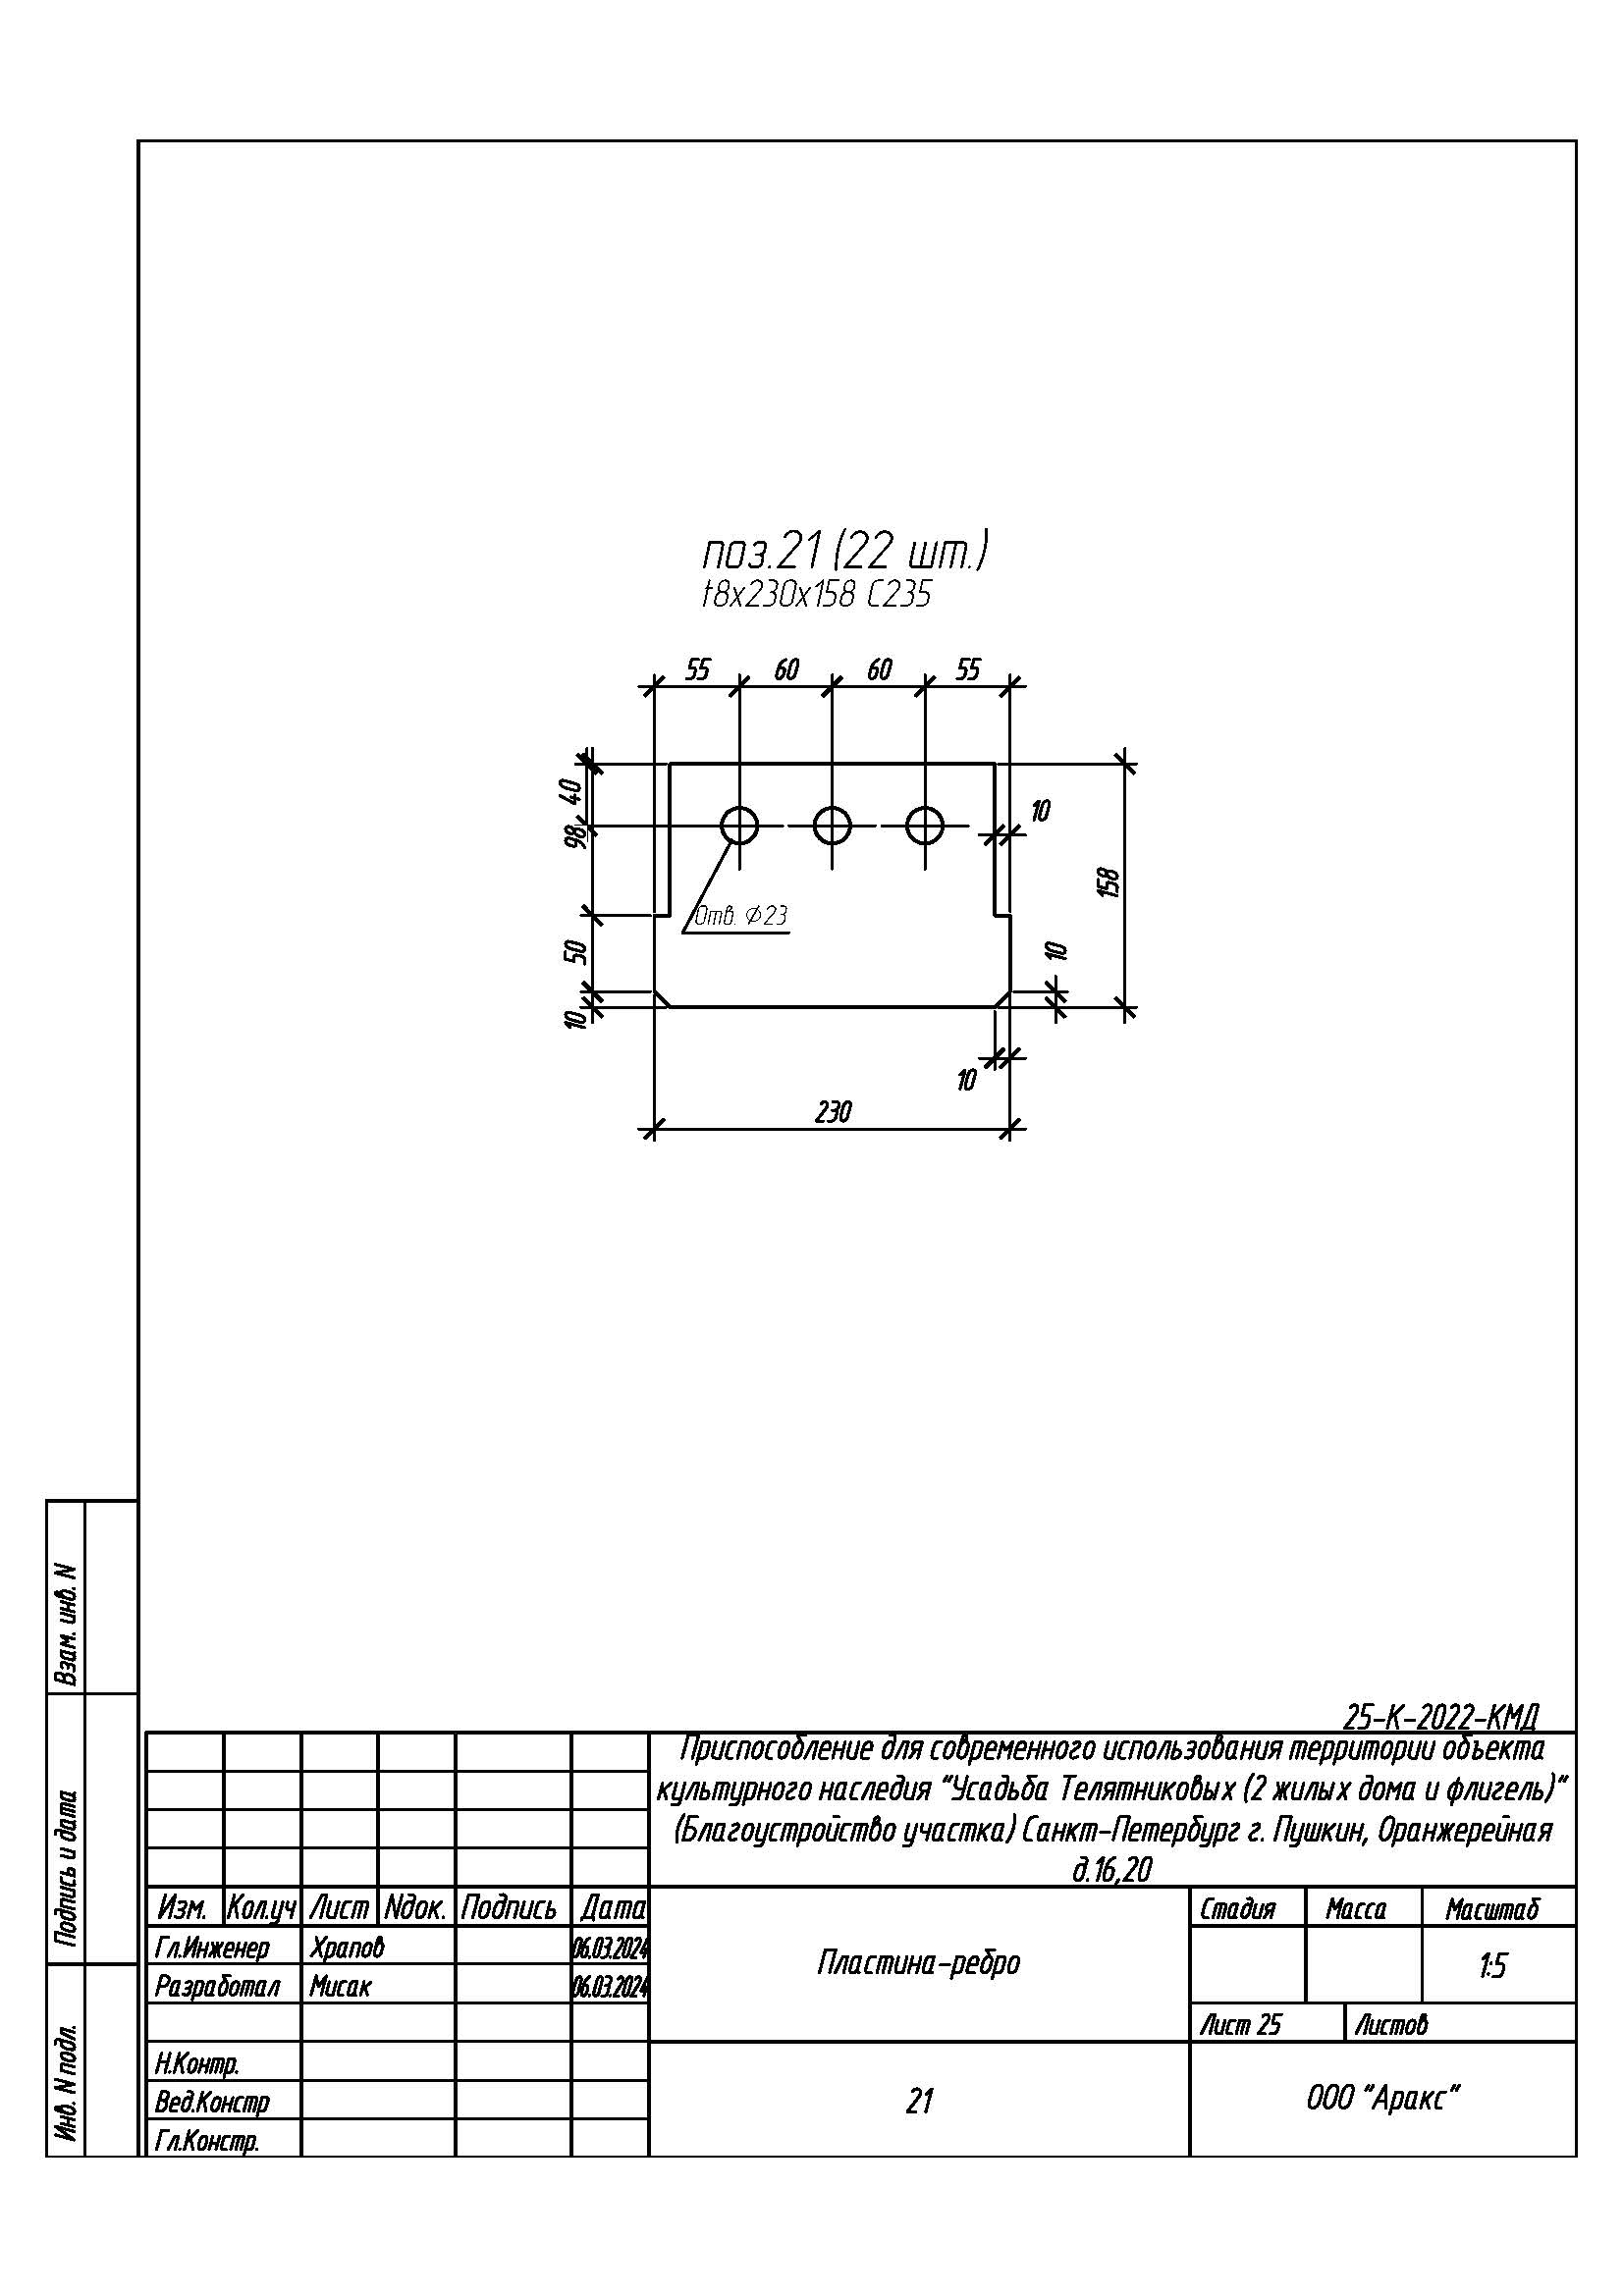 поз.21 (22 шт.)
t8x230x158 С235
55 60 60 55
40
98
10
158
Отв. Ø23
50
10
10
10
230
Взам. инв. N
Подпись и дата
Инв. N подл.
25-К-2022-КМД
Приспособление для современного использования территории объекта
культурного наследия "Усадьба Телятниковых (2 жилых дома и флигель)"
(Благоустройство участка) Санкт-Петербург г. Пушкин, Оранжерейная
д.16,20
Изм. Кол.уч Лист Nдок. Подпись Дата
Стадия Масса Масштаб
Гл.Инженер Храпов 06.03.2024
Пластина-ребро
1:5
Разработал Мисак 06.03.2024
Лист 25 Листов
Н.Контр.
Вед.Констр
21
ООО "Аракс"
Гл.Констр.